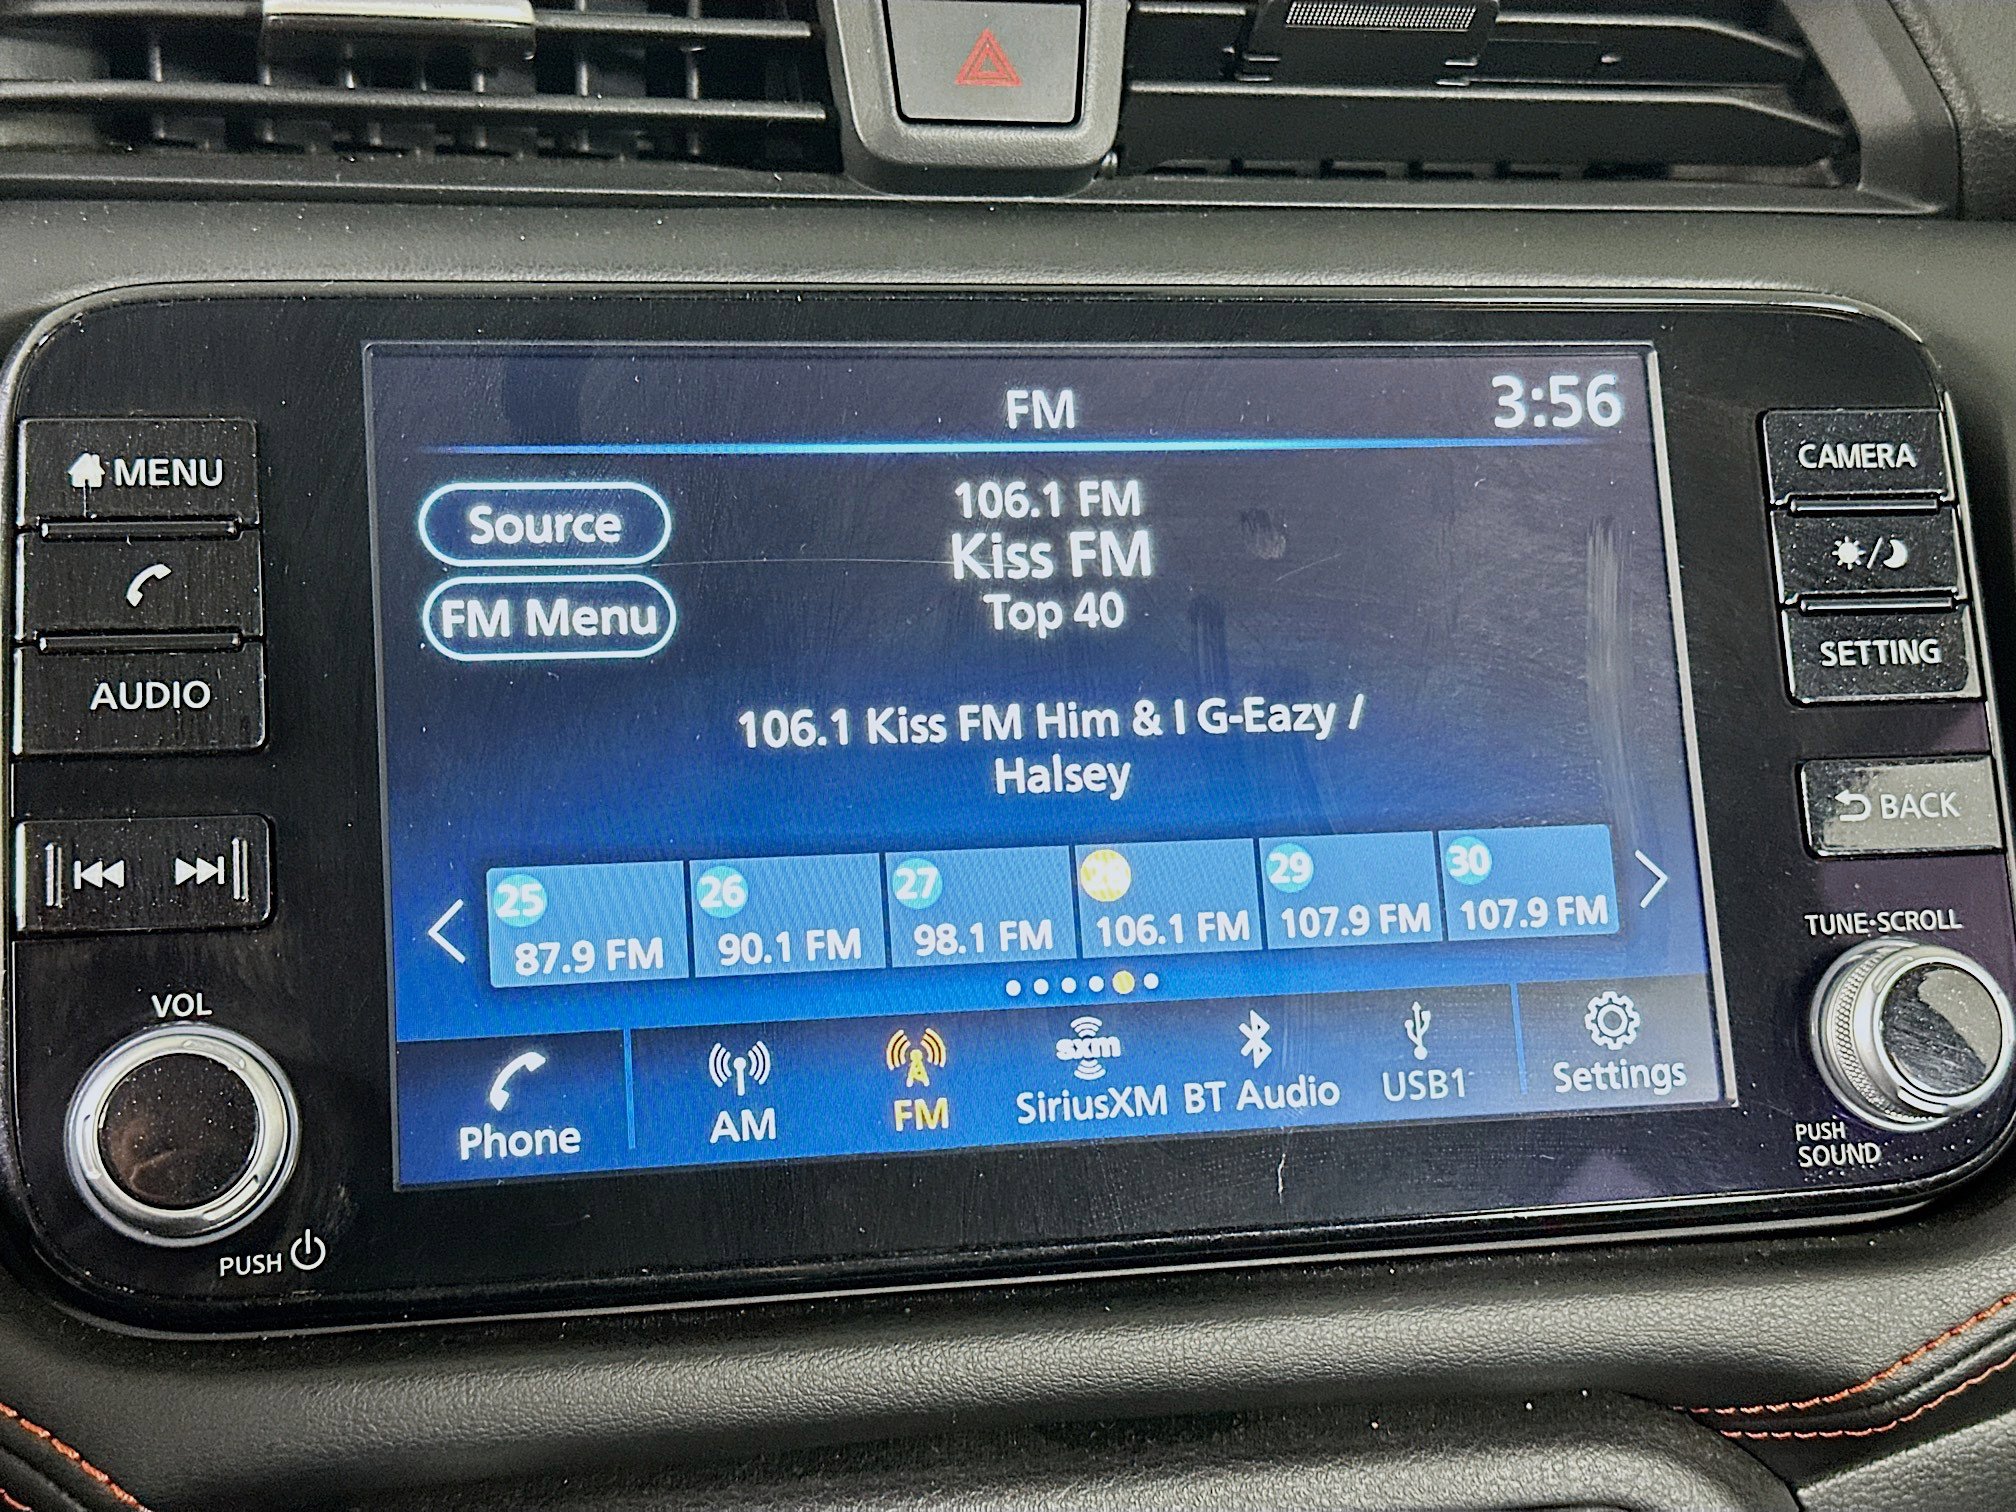 FM
3:56
MENU
AUDIO
VOL
PUSH
Source
FM Menu
106.1 FM
Kiss FM
Top 40
106.1 Kiss FM Him & I G-Eazy /
Halsey
25
87.9 FM
26
90.1 FM
27
98.1 FM
28
106.1 FM
29
107.9 FM
30
107.9 FM
Phone
AM
FM
sxm
SiriusXM
BT Audio
USB1
Settings
CAMERA
SETTING
BACK
TUNE•SCROLL
PUSH
SOUND